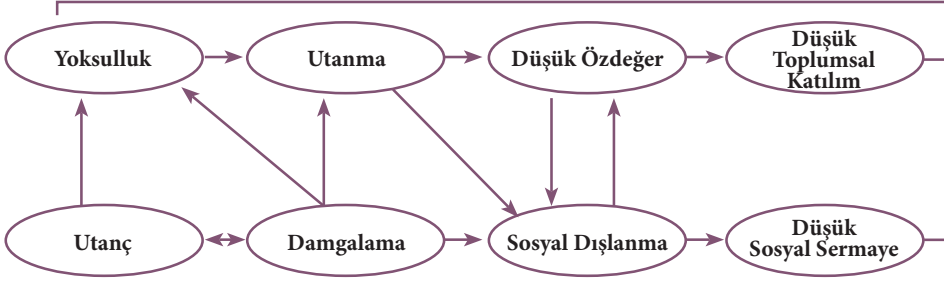 Yoksulluk
Utanma
Düşük Özdeğer
Düşük
Toplumsal
Katılım
Utanç
Damgalama
Sosyal Dışlanma
Düşük
Sosyal Sermaye